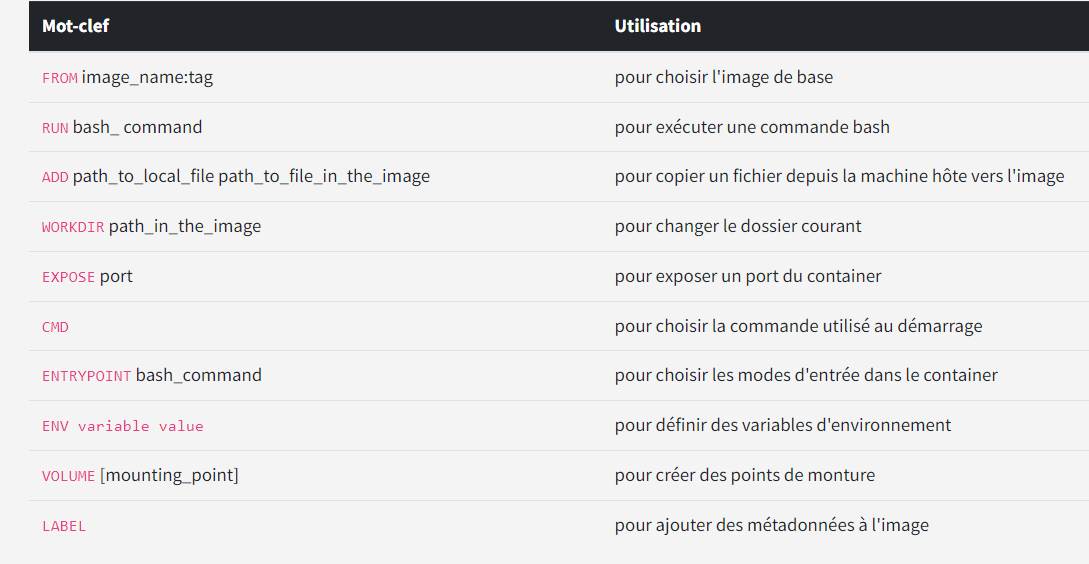 Mot-clef Utilisation
FROM image_name:tag pour choisir l'image de base
RUN bash_ command pour exécuter une commande bash
ADD path_to_local_file path_to_file_in_the_image pour copier un fichier depuis la machine hôte vers l'image
WORKDIR path_in_the_image pour changer le dossier courant
EXPOSE port pour exposer un port du container
CMD pour choisir la commande utilisé au démarrage
ENTRYPOINT bash_command pour choisir les modes d'entrée dans le container
ENV variable value pour définir des variables d'environnement
VOLUME [mounting_point] pour créer des points de monture
LABEL pour ajouter des métadonnées à l'image